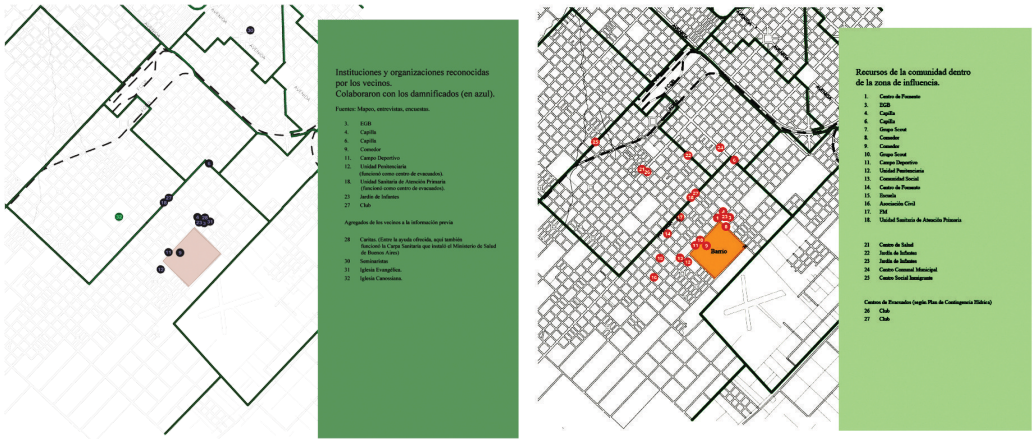 AVENIDA
AVENIDA
Instituciones y organizaciones reconocidas
por los vecinos.
Colaboraron con los damnificados (en azul).
Fuentes: Mapeo, entrevistas, encuestas.
3. EGB
4. Capilla
6. Capilla
9. Comedor
11. Campo Deportivo
12. Unidad Penitenciaria
(funcionó como centro de evacuados).
18. Unidad Sanitaria de Atención Primaria
(funcionó como centro de evacuados).
23 Jardín de Infantes
27 Club
Agregados de los vecinos a la información previa
28 Caritas. (Entre la ayuda ofrecida, aquí también
funcionó la Carpa Sanitaria que instaló el Ministerio de Salud
de Buenos Aires)
30 Seminaristas
31 Iglesia Evangélica.
32
AVENIDA
Barrio
Recursos de la comunidad dentro
de la zona de influencia.
1. Centro de Fomento
3. EGB
4. Capilla
6. Capilla
7. Grupo Scout
8. Comedor
9. Comedor
10. Grupo Scout
11. Campo Deportivo
12. Unidad Penitenciaria
13. Comunidad Social
14. Centro de Fomento
15. Escuela
16. Asociación Civil
17. FM
18. Unidad Sanitaria de Atención Primaria
21 Centro de Salud
22 Jardín de Infantes
23 Jardín de Infantes
24 Centro Comunal Municipal
25 Centro Social Inmigrante
Centros de Evacuados (según Plan de Contingencia Hídrica)
26 Club
27 Club